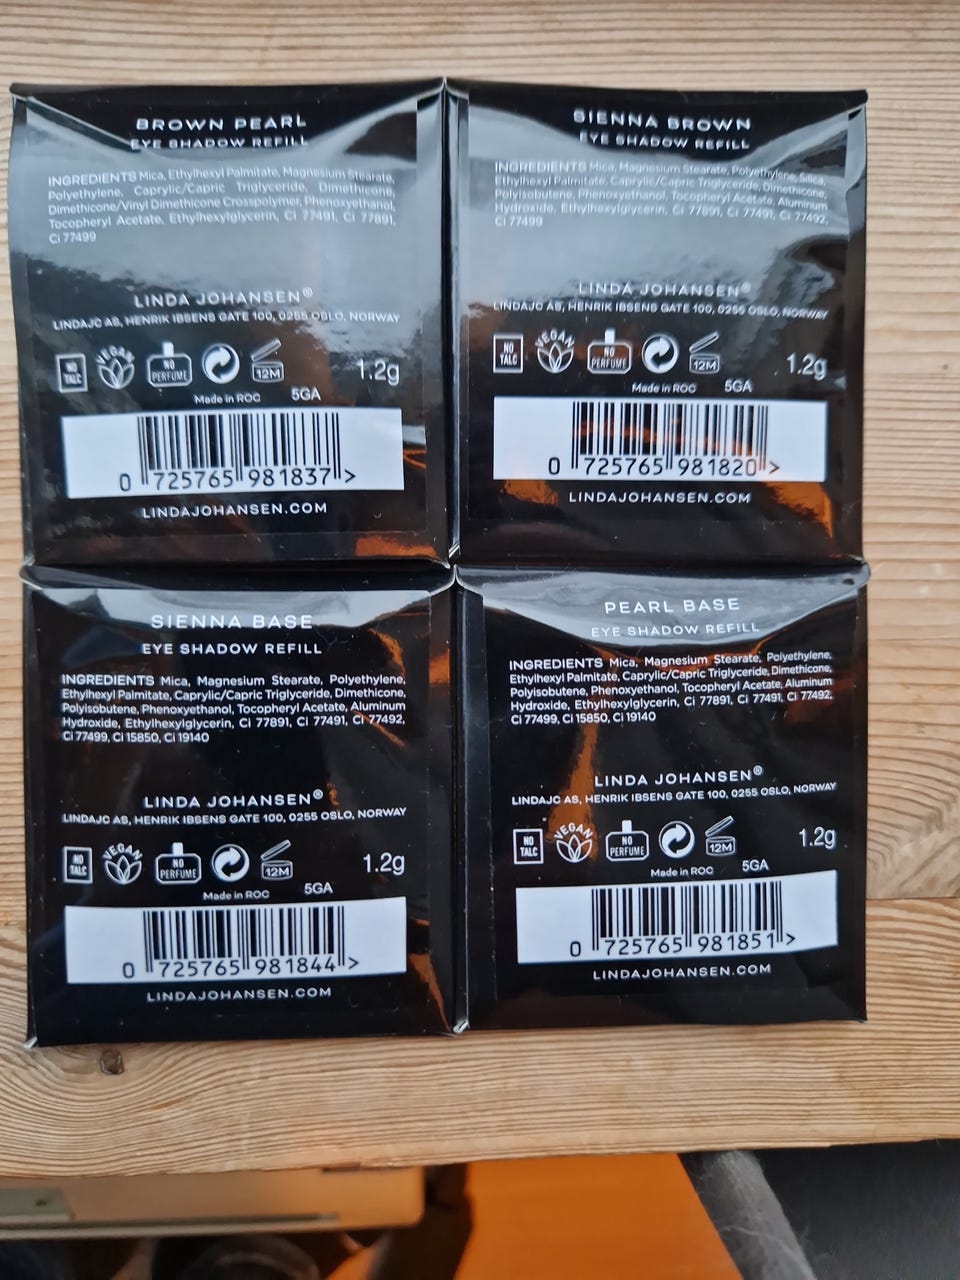 BROWN PEARL
EYE SHADOW REFILL
INGREDIENTS Mica, Ethylhexyl Palmitate, Magnesium Stearate,
Polyethylene, Caprylic/Capric Triglyceride, Dimethicone
Dimethicone/Vinyl Dimethicone Crosspolymer, Phenoxyethanol,
Tocopheryl Acetate, Ethylhexylglycerin, Ci 77491, Ci 77891,
Ci 77499
LINDA JOHANSEN®
LINDAJC AS, HENRIK IBSENS GATE 100, 0255 OSLO, NORWAY
NO TALC
VEGAN
NO PERFUME
12M
1.2g
Made in ROC 5GA
0 725765 981837 >
LINDAJOHANSEN.COM
SIENNA BROWN
EYE SHADOW REFILL
INGREDIENTS Mica, Magnesium Stearate, Polyethylene, Silica,
Ethylhexyl Palmitate, Caprylic/Capric Triglyceride, Dimethicone,
Polyisobutene, Phenoxyethanol, Tocopheryl Acetate, Aluminum
Hydroxide, Ethylhexylglycerin, Ci 77891, Ci 77491, Ci 77492,
Ci 77499
LINDA JOHANSEN®
LINDAJC AS, HENRIK IBSENS GATE 100, 0255 OSLO, NORWAY
NO TALC
VEGAN
NO PERFUME
12M
1.2g
Made in ROC 5GA
0 725765 981820 >
LINDAJOHANSEN.COM
SIENNA BASE
EYE SHADOW REFILL
INGREDIENTS Mica, Magnesium Stearate, Polyethylene,
Ethylhexyl Palmitate, Caprylic/Capric Triglyceride, Dimethicone,
Polyisobutene, Phenoxyethanol, Tocopheryl Acetate, Aluminum
Hydroxide, Ethylhexylglycerin, Ci 77891, Ci 77491, Ci 77492,
Ci 77499, Ci 15850, Ci 19140
LINDA JOHANSEN®
LINDAJC AS, HENRIK IBSENS GATE 100, 0255 OSLO, NORWAY
NO TALC
VEGAN
NO PERFUME
12M
1.2g
Made in ROC 5GA
0 725765 981844 >
LINDAJOHANSEN.COM
PEARL BASE
EYE SHADOW REFILL
INGREDIENTS Mica, Magnesium Stearate, Polyethylene,
Ethylhexyl Palmitate, Caprylic/Capric Triglyceride, Dimethicone,
Polyisobutene, Phenoxyethanol, Tocopheryl Acetate, Aluminum
Hydroxide, Ethylhexylglycerin, Ci 77891, Ci 77491, Ci 77492,
Ci 77499, Ci 15850, Ci 19140
LINDA JOHANSEN®
LINDAJC AS, HENRIK IBSENS GATE 100, 0255 OSLO, NORWAY
NO TALC
VEGAN
NO PERFUME
12M
1.2g
Made in ROC 5GA
0 725765 981851 >
LINDAJOHANSEN.COM